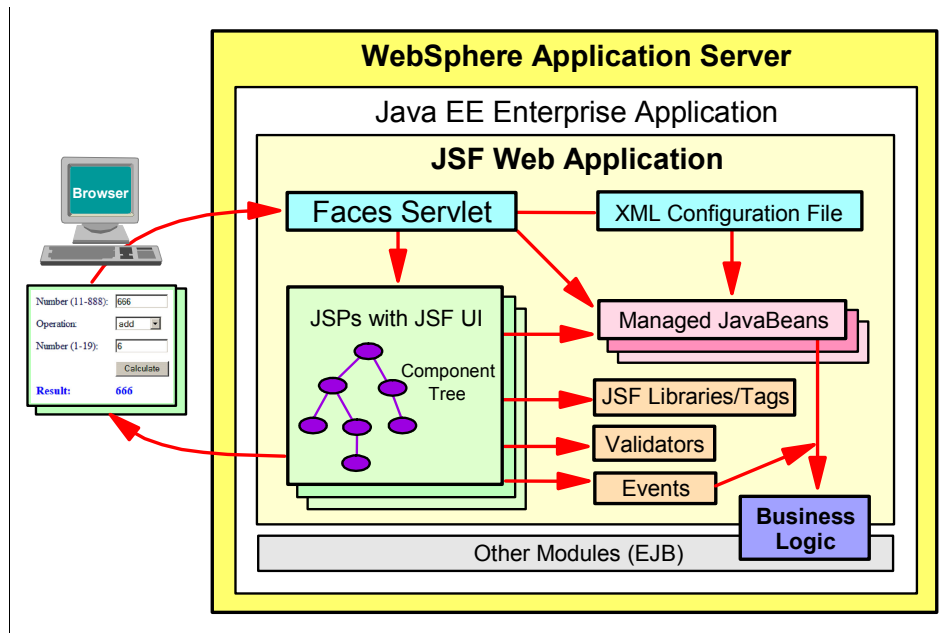 WebSphere Application Server
Java EE Enterprise Application
JSF Web Application
Browser
Faces Servlet
XML Configuration File
Number (11-888):
666
Operation:
add
Number (1-19):
6
Calculate
Result:
666
JSPs with JSF UI
Component
Tree
Managed JavaBeans
JSF Libraries/Tags
Validators
Events
Business
Logic
Other Modules (EJB)